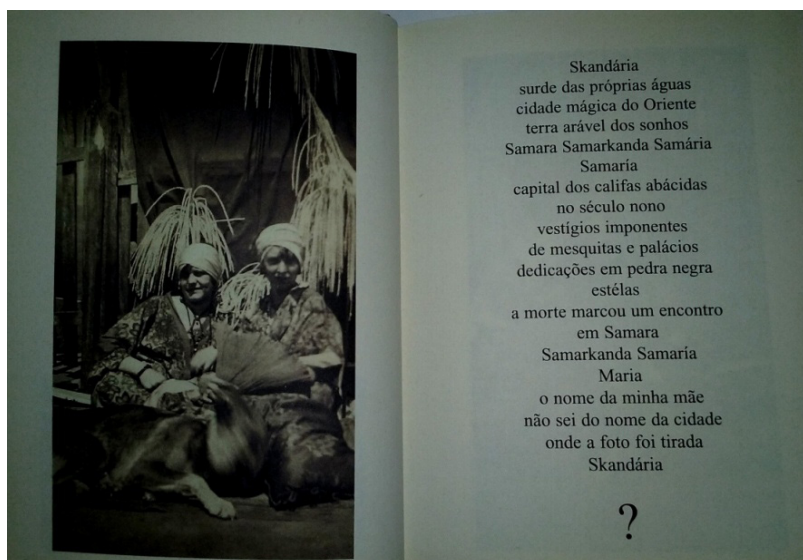 Skandária
surde das próprias águas
cidade mágica do Oriente
terra arável dos sonhos
Samara Samarkanda Samária
Samaría
capital dos califas abácidas
no século nono
vestígios imponentes
de mesquitas e palácios
dedicações em pedra negra
estélas
a morte marcou um encontro
em Samara
Samarkanda Samaría
Maria
o nome da minha mãe
não sei do nome da cidade
onde a foto foi tirada
Skandária
?